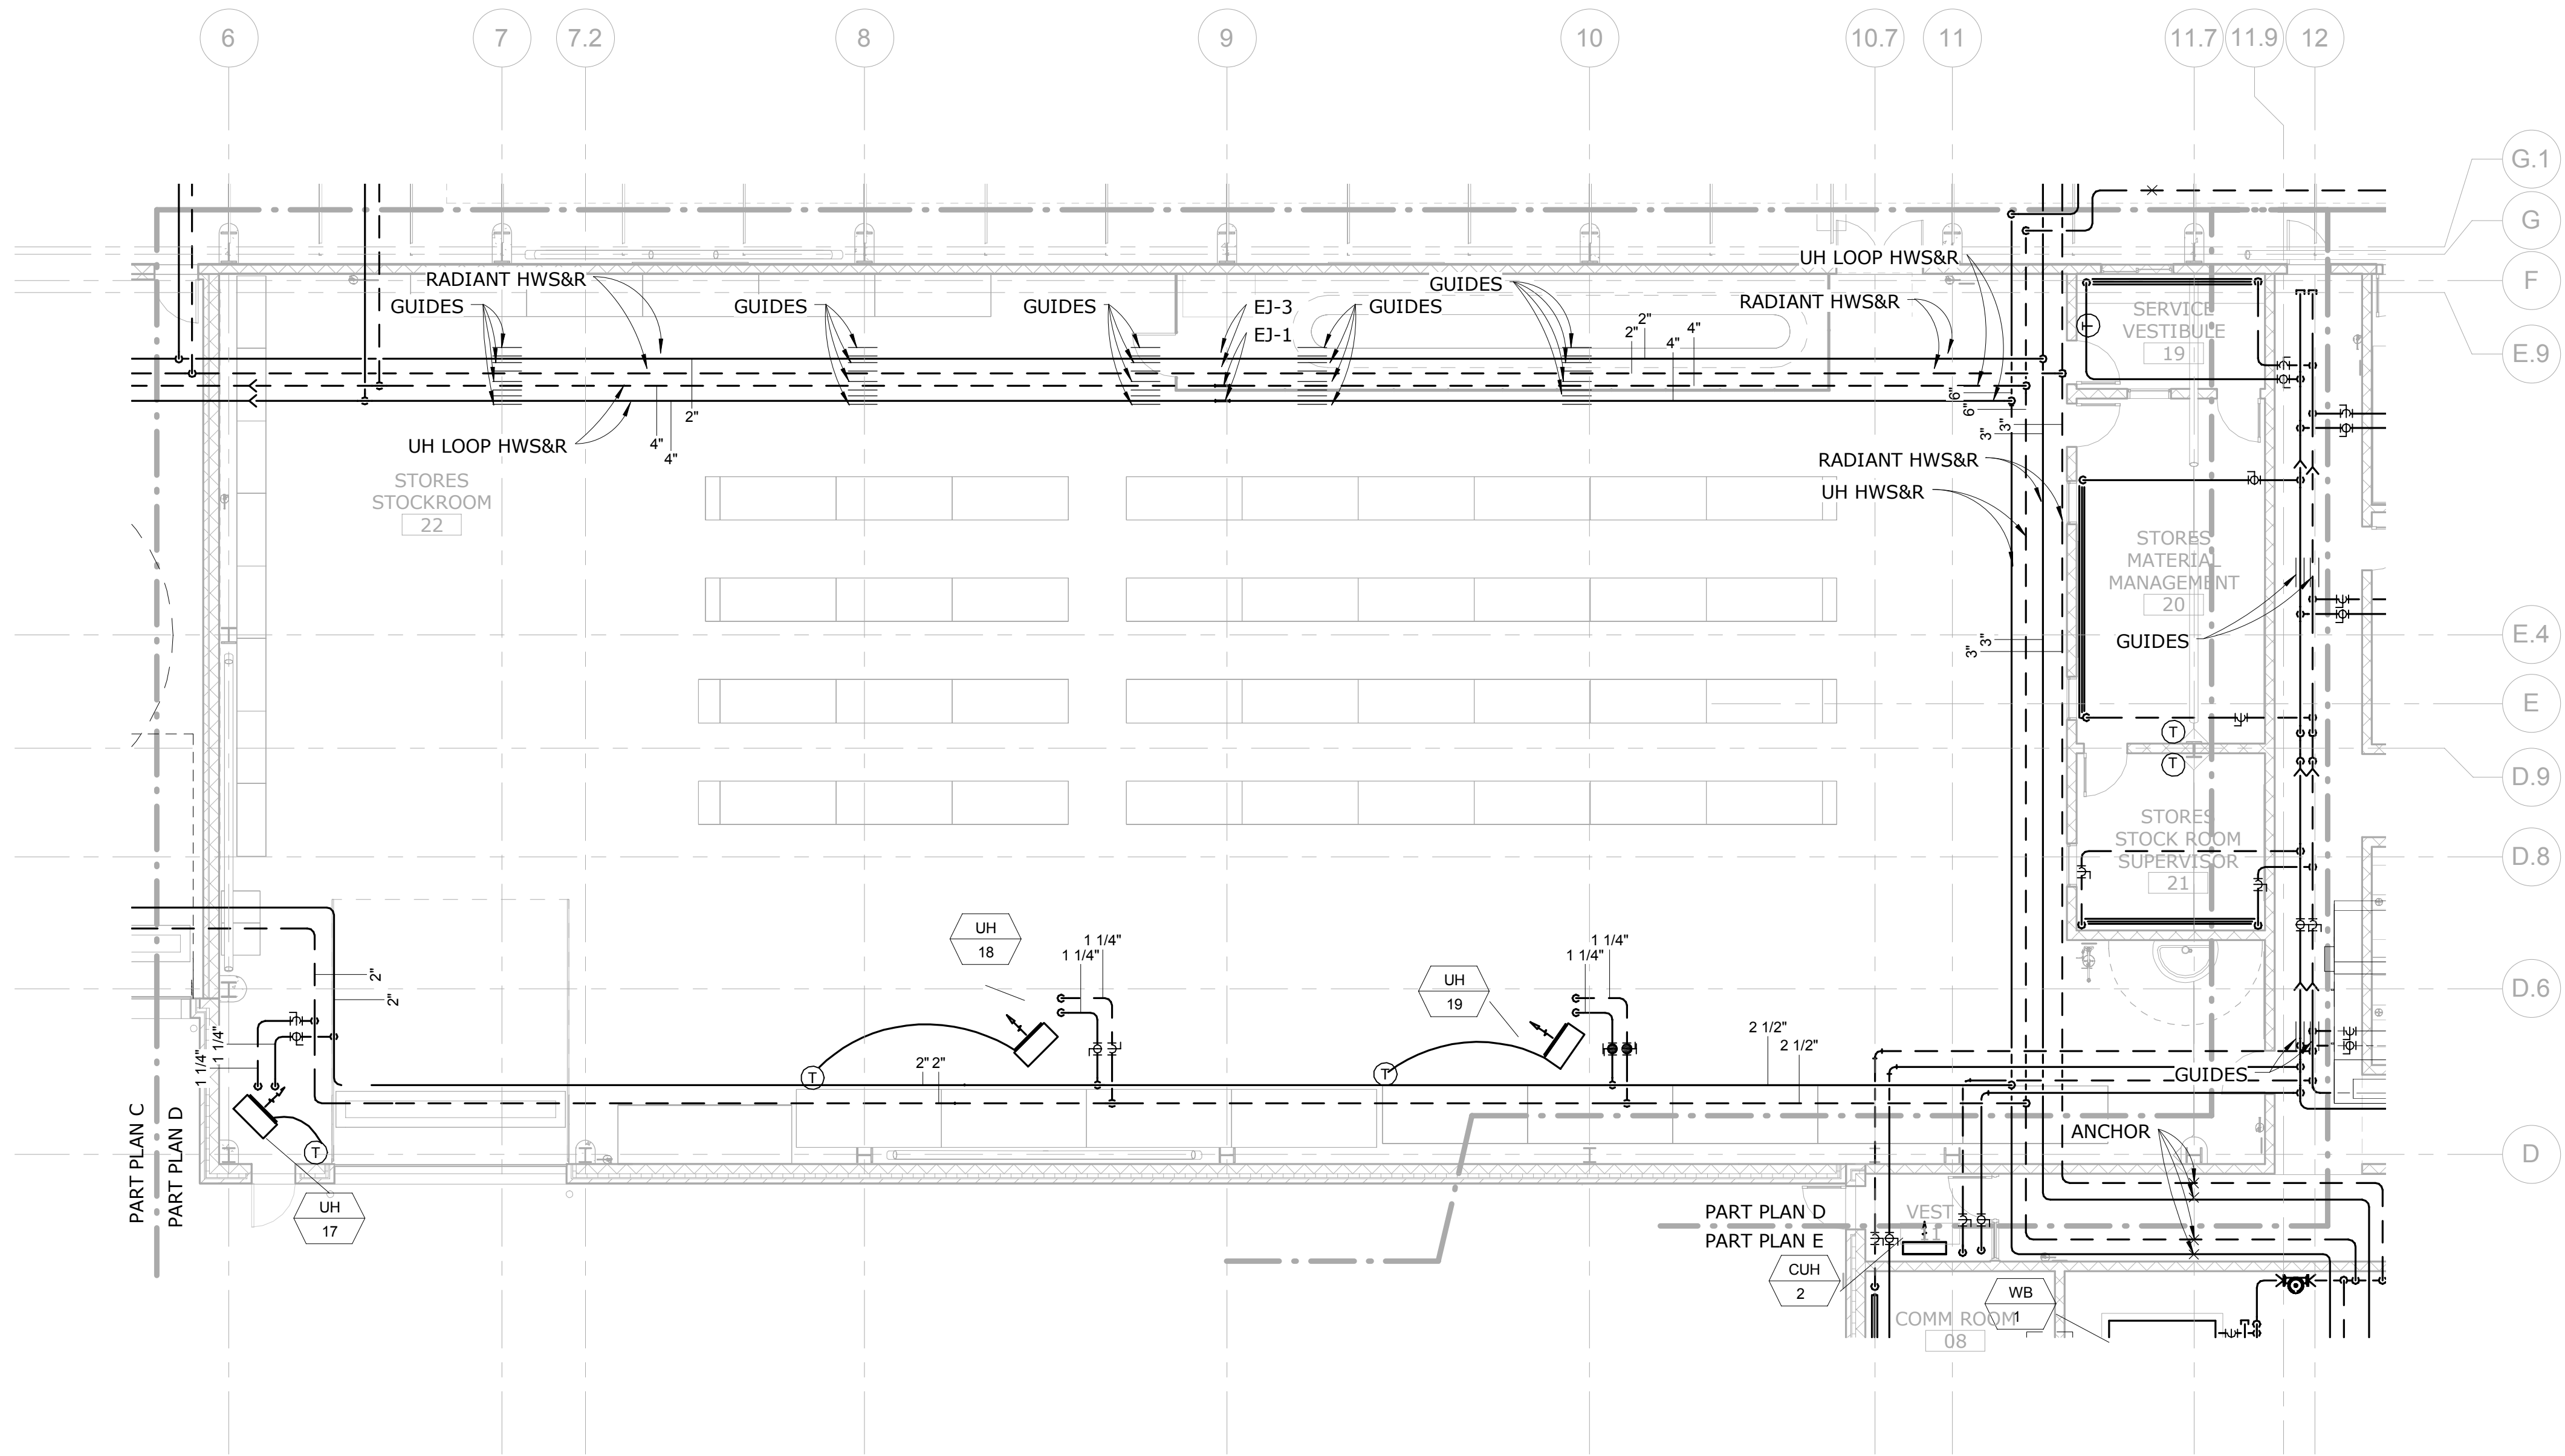 6
7
7.2
8
9
10
10.7
11
11.7
11.9
12
G.1
G
F
E.9
E.4
E
D.9
D.8
D.6
D
RADIANT HWS&R
GUIDES
GUIDES
GUIDES
EJ-3
EJ-1
GUIDES
GUIDES
2"
2"
4"
4"
UH LOOP HWS&R
RADIANT HWS&R
SERVICE
VESTIBULE
19
T
UH LOOP HWS&R
4"
4"
2"
6"
6"
3"
3"
STORES
STOCKROOM
22
RADIANT HWS&R
UH HWS&R
STORES
MATERIAL
MANAGEMENT
20
GUIDES
3"
3"
T
T
STORES
STOCK ROOM
SUPERVISOR
21
UH
18
1 1/4"
1 1/4"
UH
19
1 1/4"
1 1/4"
2"
2"
1 1/4"
1 1/4"
2" 2"
T
T
2 1/2"
2 1/2"
GUIDES
ANCHOR
T
UH
17
PART PLAN C
PART PLAN D
PART PLAN D
PART PLAN E
VEST
11
CUH
2
WB
1
COMM ROOM
08